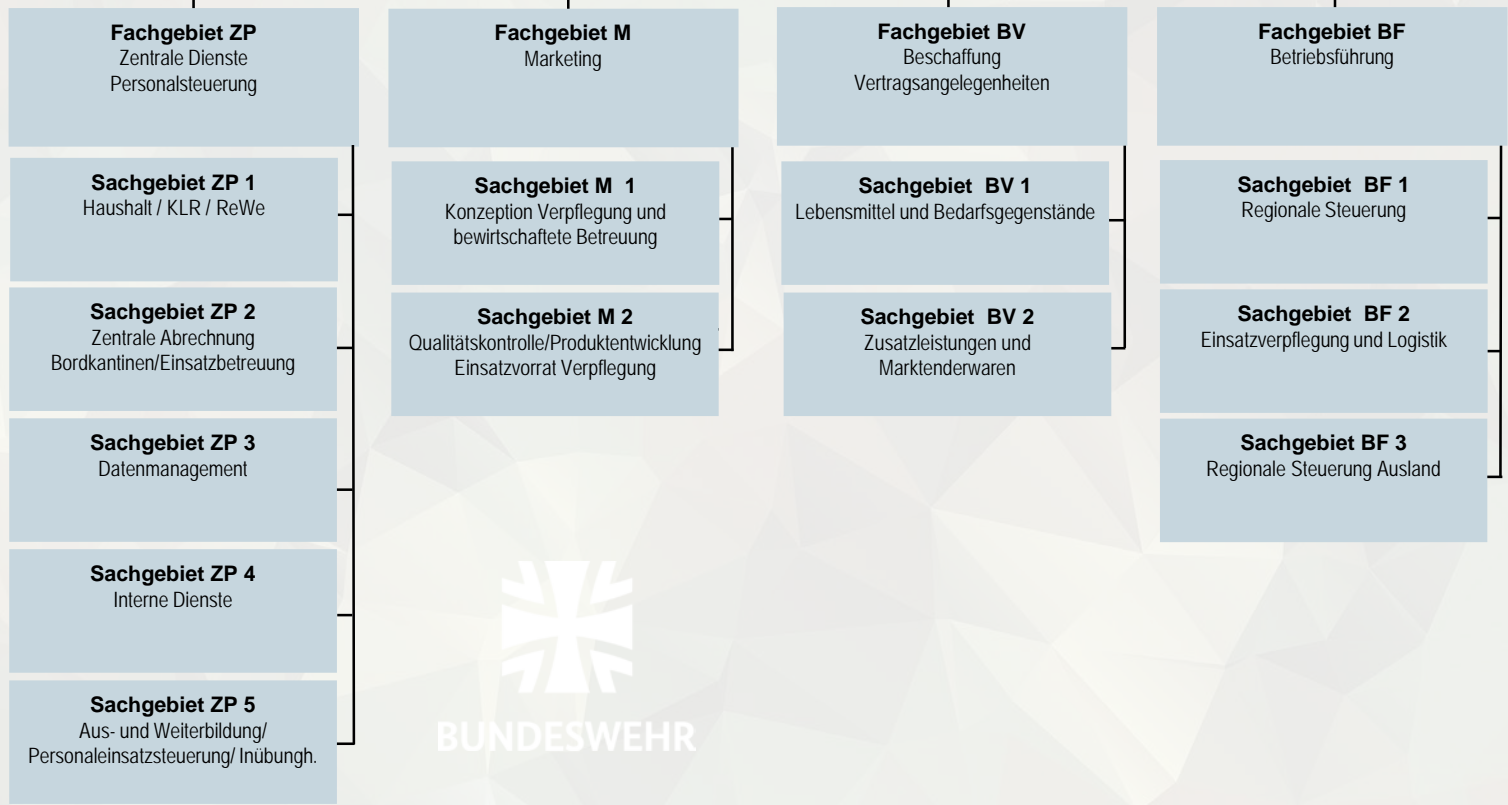 Fachgebiet ZP
Zentrale Dienste
Personalsteuerung
Sachgebiet ZP 1
Haushalt / KLR / ReWe
Sachgebiet ZP 2
Zentrale Abrechnung
Bordkantinen/Einsatzbetreuung
Sachgebiet ZP 3
Datenmanagement
Sachgebiet ZP 4
Interne Dienste
Sachgebiet ZP 5
Aus- und Weiterbildung/
Personaleinsatzsteuerung/ Inübungh.
Fachgebiet M
Marketing
Sachgebiet M 1
Konzeption Verpflegung und
bewirtschaftete Betreuung
Sachgebiet M 2
Qualitätskontrolle/Produktentwicklung
Einsatzvorrat Verpflegung
Fachgebiet BV
Beschaffung
Vertragsangelegenheiten
Sachgebiet BV 1
Lebensmittel und Bedarfsgegenstände
Sachgebiet BV 2
Zusatzleistungen und
Marktenderwaren
Fachgebiet BF
Betriebsführung
Sachgebiet BF 1
Regionale Steuerung
Sachgebiet BF 2
Einsatzverpflegung und Logistik
Sachgebiet BF 3
Regionale Steuerung Ausland
BUNDESWEHR